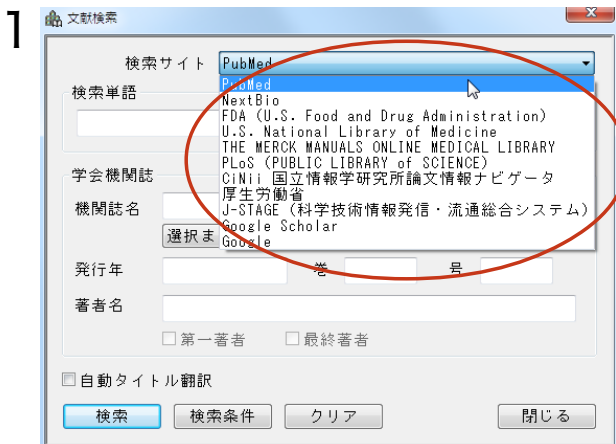 1
文献検索
検索サイト PubMed
PubMed
検索単語
NextBio
FDA (U.S. Food and Drug Administration)
U.S. National Library of Medicine
THE MERCK MANUALS ONLINE MEDICAL LIBRARY
PLoS (PUBLIC LIBRARY of SCIENCE)
学会機関誌
CiNii 国立情報学研究所論文情報ナビゲータ
厚生労働省
機関誌名
J-STAGE (科学技術情報発信・流通総合システム)
Google Scholar
選択ま
Google
発行年 巻 号
著者名
第一著者 最終著者
自動タイトル翻訳
検索 検索条件 クリア 閉じる